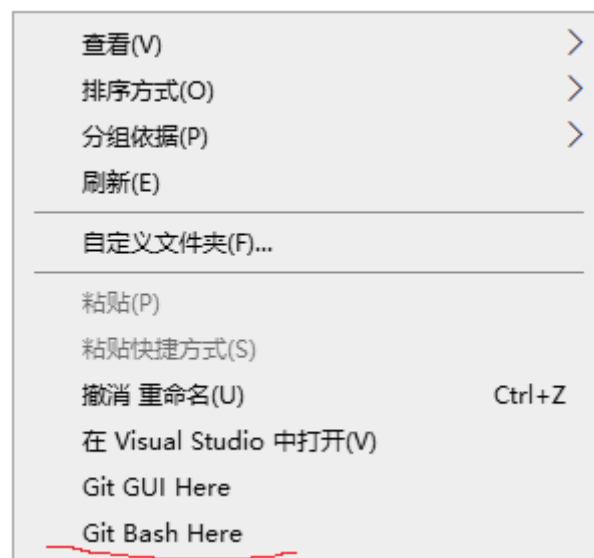 查看(V)
排序方式(O)
分组依据(P)
刷新(E)
自定义文件夹(F)...
粘贴(P)
粘贴快捷方式(S)
撤消 重命名(U) Ctrl+Z
在 Visual Studio 中打开(V)
Git GUI Here
Git Bash Here